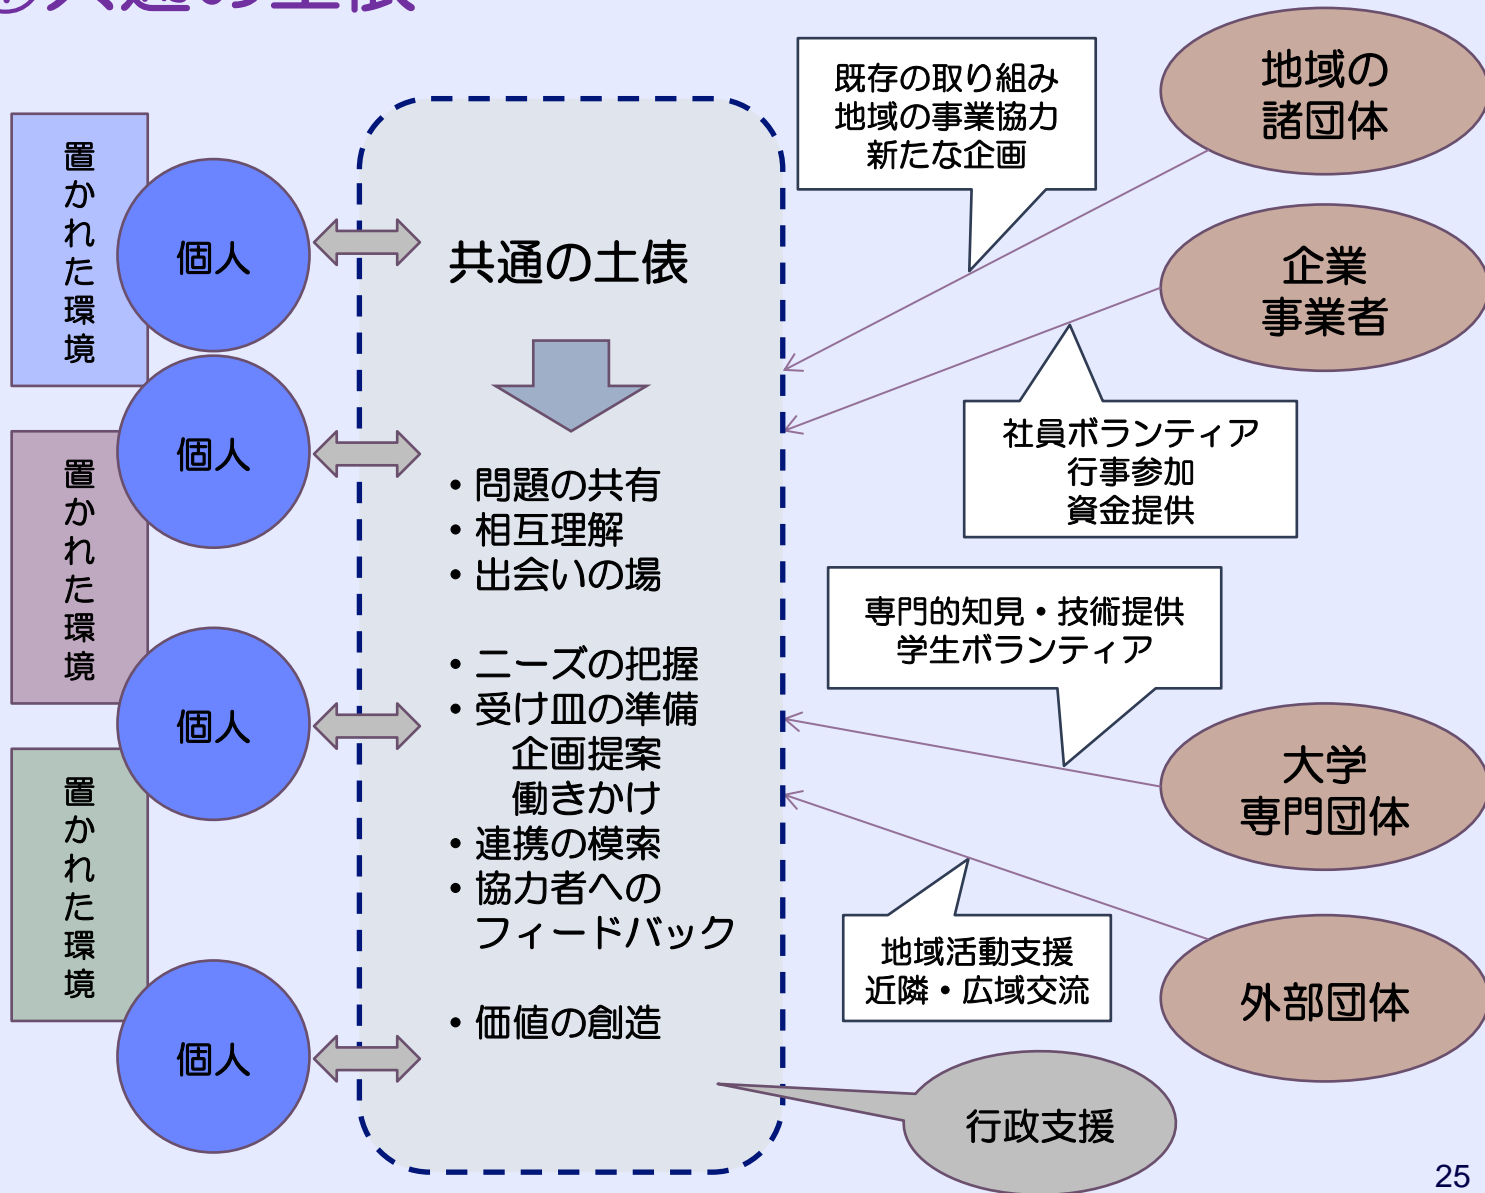 共通の土俵
置かれた環境
個人
個人
置かれた環境
個人
置かれた環境
個人
共通の土俵
・問題の共有
・相互理解
・出会いの場
・ニーズの把握
・受け皿の準備
企画提案
働きかけ
・連携の模索
・協力者への
フィードバック
・価値の創造
既存の取り組み
地域の事業協力
新たな企画
地域の
諸団体
企業
事業者
社員ボランティア
行事参加
資金提供
専門的知見・技術提供
学生ボランティア
大学
専門団体
地域活動支援
近隣・広域交流
外部団体
行政支援
25